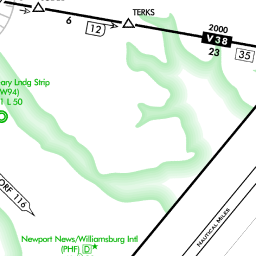 TERKS
6
12
2000
V 38
23
35
ary Lndg Strip
W94)
1 L 50
ORF 116
NAUTICAL MILES
Newport News/Williamsburg Intl
(PHF) D *